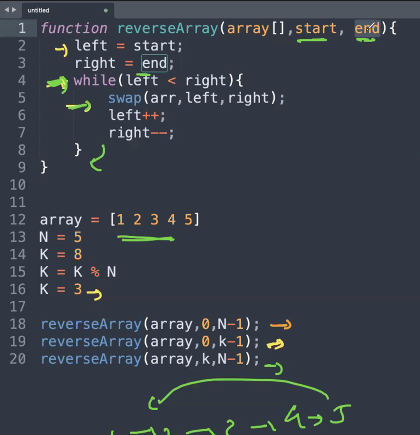 untitled
1 function reverseArray(array[],start, end){
2 left = start;
3 right = end;
4 while(left < right){
5 swap(arr,left,right);
6 left++;
7 right--;
8 }
9 }
10
11
12 array = [1 2 3 4 5]
13 N = 5
14 K = 8
15 K = K % N
16 K = 3
17
18 reverseArray(array,0,N-1);
19 reverseArray(array,0,k-1);
20 reverseArray(array,k,N-1);
4 → 5